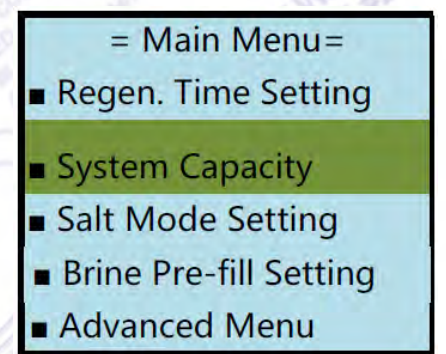 = Main Menu=
■ Regen. Time Setting
■ System Capacity
■ Salt Mode Setting
■ Brine Pre-fill Setting
■ Advanced Menu